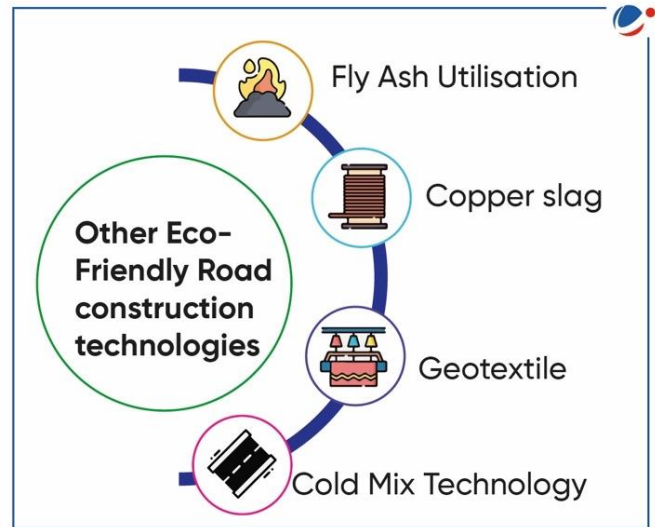 Other Eco-
Friendly Road
construction
technologies
Fly Ash Utilisation
Copper slag
Geotextile
Cold Mix Technology